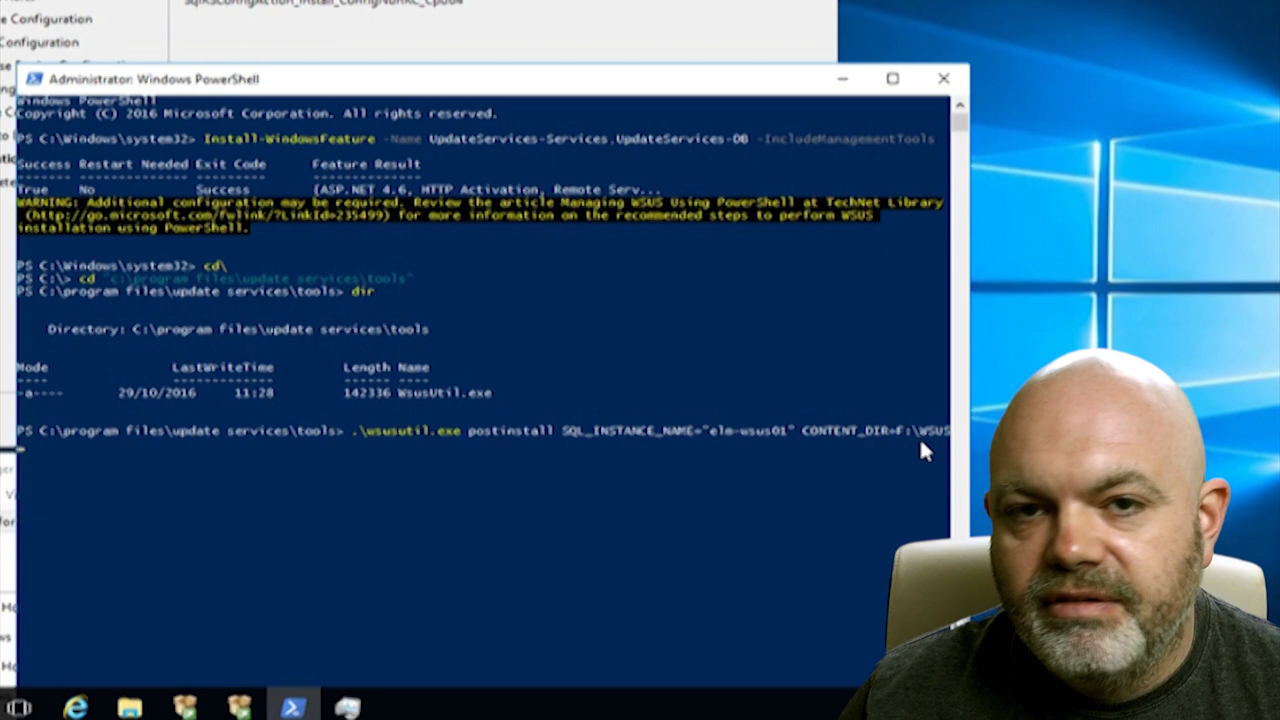 SqlRSConfigAction_install_ConfigNonRC_Cpu64
e Configuration
Configuration
Administrator: Windows PowerShell
Windows PowerShell
Copyright (C) 2016 Microsoft Corporation. All rights reserved.
PS C:\Windows\system32> Install-WindowsFeature -Name UpdateServices-Services,UpdateServices-DB -IncludeManagementTools
Success Restart Needed Exit Code Feature Result
------- -------------- --------- --------------
True No Success {ASP.NET 4.6, HTTP Activation, Remote Serv...
WARNING: Additional configuration may be required. Review the article Managing WSUS Using PowerShell at TechNet Library
(http://go.microsoft.com/fwlink/?LinkId=235499) for more information on the recommended steps to perform WSUS
installation using PowerShell.
PS C:\Windows\system32> cd\
PS C:\> cd "c:\program files\update services\tools"
PS C:\program files\update services\tools> dir
Directory: C:\program files\update services\tools
Mode LastWriteTime Length Name
---- ------------- ------ ----
-a---- 29/10/2016 11:28 142336 WsusUtil.exe
PS C:\program files\update services\tools> .\wsusutil.exe postinstall SQL_INSTANCE_NAME="elm-wsus01" CONTENT_DIR=F:\WSUS